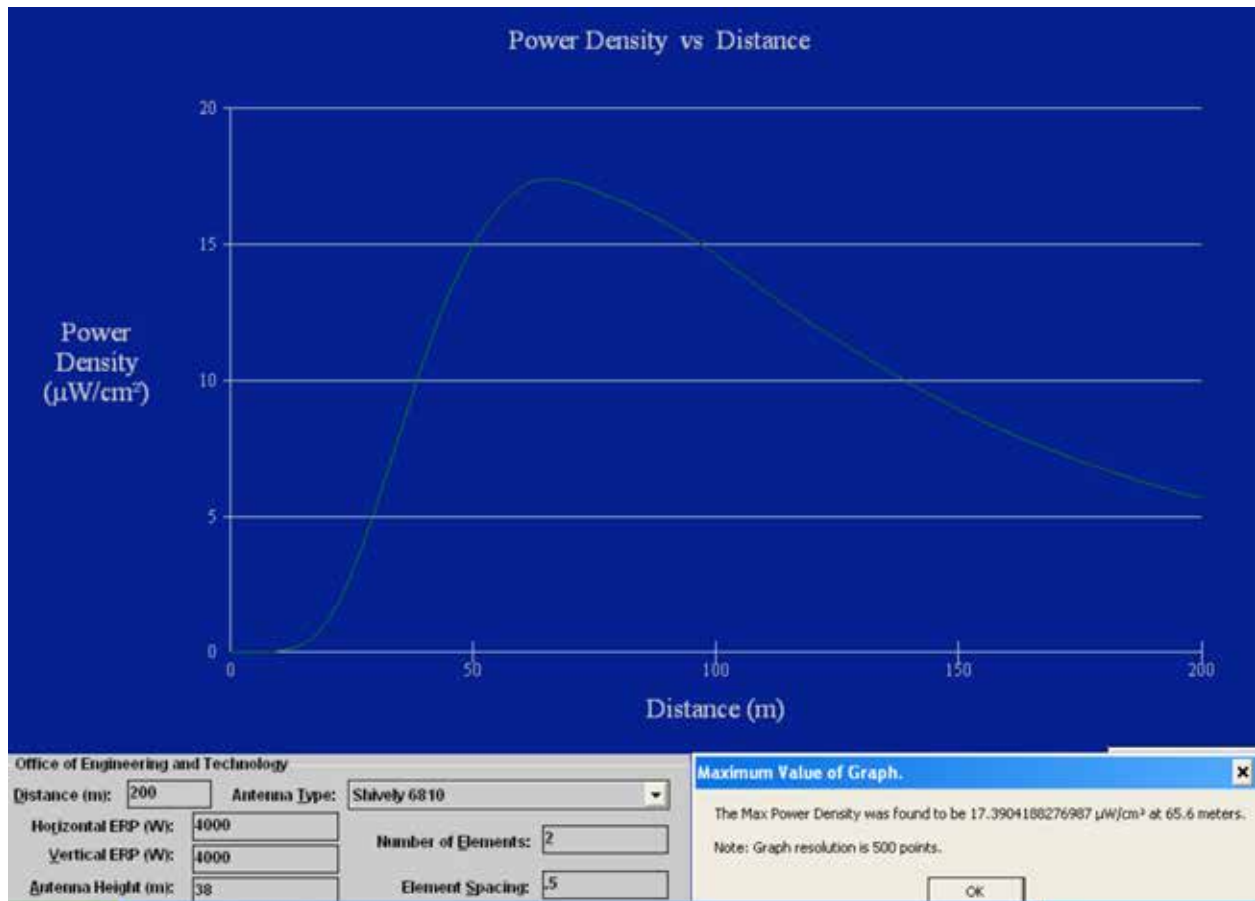 Power Density vs Distance
20
15
Power
Density
(µW/cm²)
10
5
0
0 50 100 150 200
Distance (m)
Office of Engineering and Technology
Distance (m): 200 Antenna Type: Shively 6810
Horizontal ERP (W): 4000
Number of Elements: 2
Vertical ERP (W): 4000
Antenna Height (m): 38 Element Spacing: .5
Maximum Value of Graph.
The Max Power Density was found to be 17.3904188276987 µW/cm² at 65.6 meters.
Note: Graph resolution is 500 points.
OK